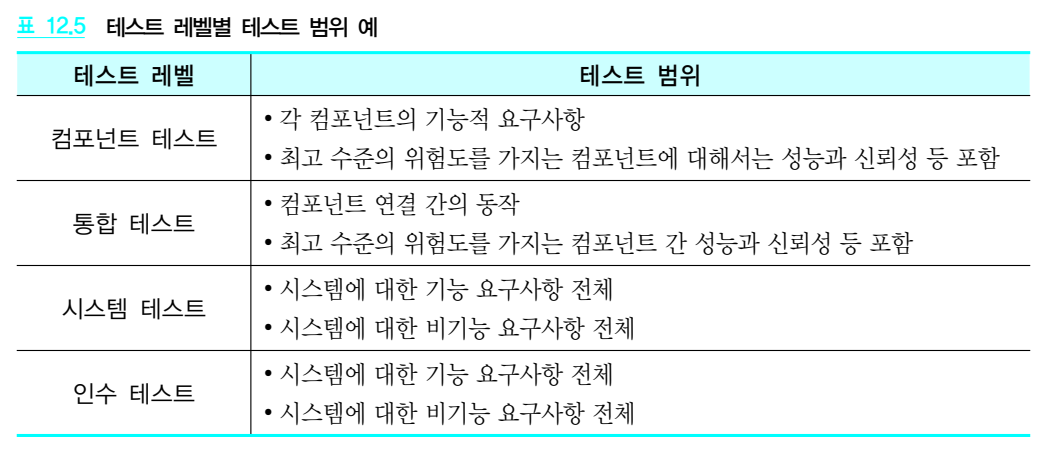 표 12.5 테스트 레벨별 테스트 범위 예
테스트 레벨 테스트 범위
컴포넌트 테스트
• 각 컴포넌트의 기능적 요구사항
• 최고 수준의 위험도를 가지는 컴포넌트에 대해서는 성능과 신뢰성 등 포함
통합 테스트
• 컴포넌트 연결 간의 동작
• 최고 수준의 위험도를 가지는 컴포넌트 간 성능과 신뢰성 등 포함
시스템 테스트
• 시스템에 대한 기능 요구사항 전체
• 시스템에 대한 비기능 요구사항 전체
인수 테스트
• 시스템에 대한 기능 요구사항 전체
• 시스템에 대한 비기능 요구사항 전체